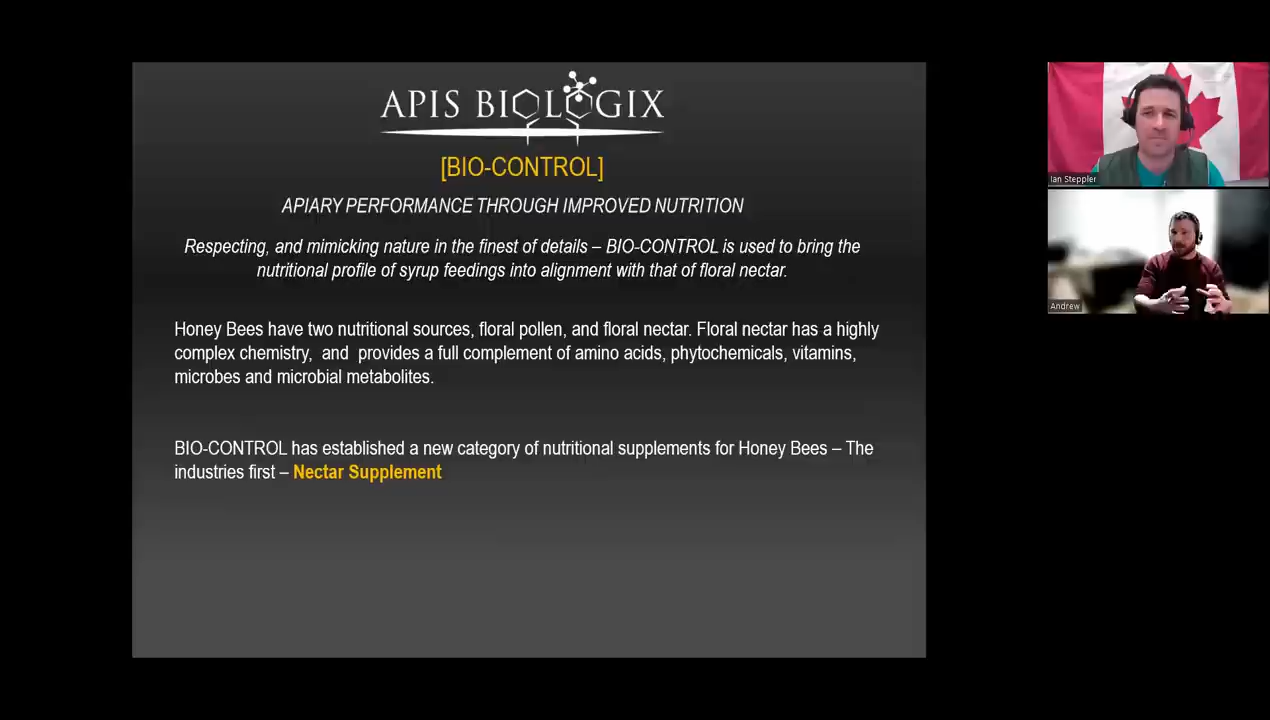 APIS BIOLOGIX
[BIO-CONTROL]
APIARY PERFORMANCE THROUGH IMPROVED NUTRITION
Respecting, and mimicking nature in the finest of details – BIO-CONTROL is used to bring the
nutritional profile of syrup feedings into alignment with that of floral nectar.
Honey Bees have two nutritional sources, floral pollen, and floral nectar. Floral nectar has a highly
complex chemistry, and provides a full complement of amino acids, phytochemicals, vitamins,
microbes and microbial metabolites.
BIO-CONTROL has established a new category of nutritional supplements for Honey Bees – The
industries first – Nectar Supplement
Ian Steppler
Andrew